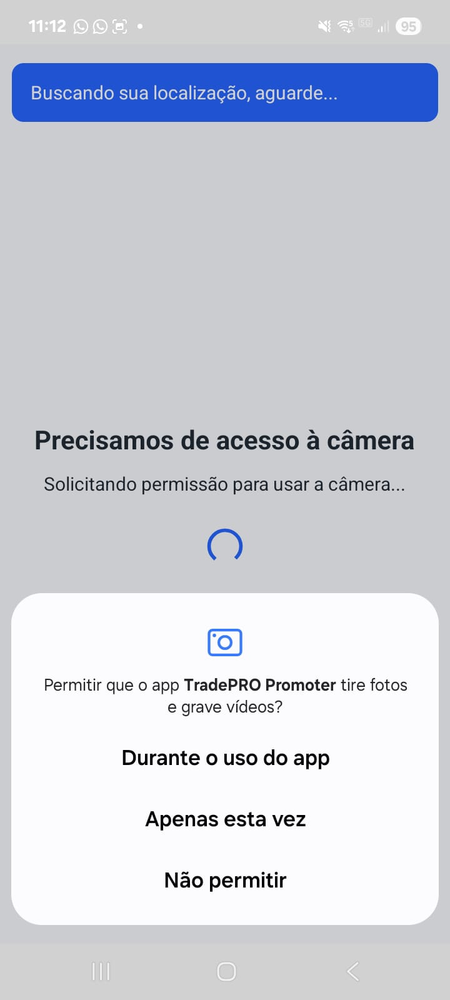 11:12
5G
95
Buscando sua localização, aguarde...
Precisamos de acesso à câmera
Solicitando permissão para usar a câmera...
Permitir que o app TradePRO Promoter tire fotos
e grave vídeos?
Durante o uso do app
Apenas esta vez
Não permitir